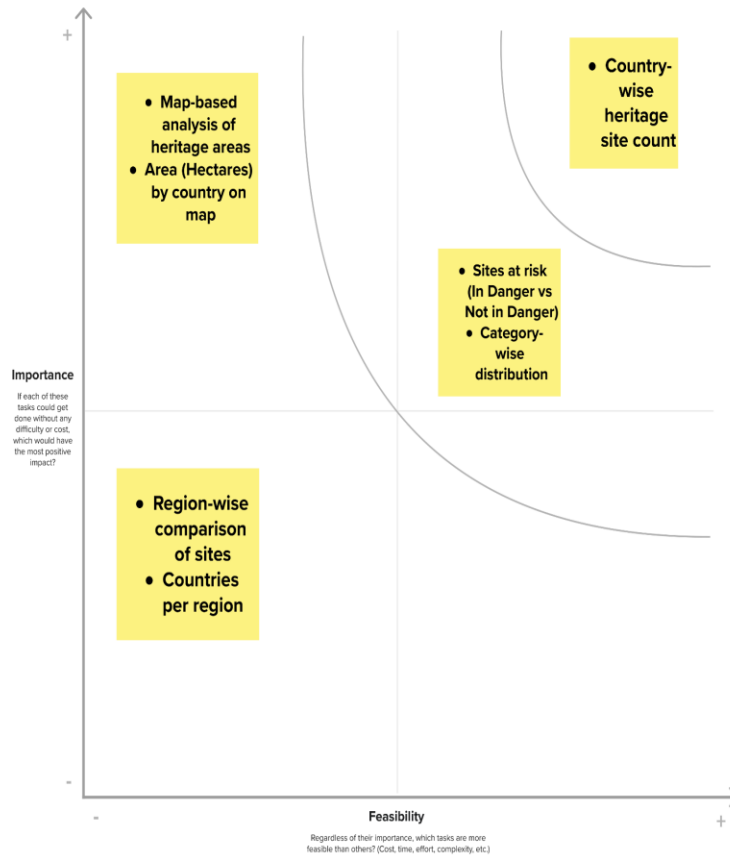 +
• Map-based
analysis of
heritage areas
• Area (Hectares)
by country on
map
• Country-
wise
heritage
site count
• Sites at risk
(In Danger vs
Not in Danger)
• Category-
wise
distribution
Importance
If each of these
tasks could get
done without any
difficulty or cost,
which would have
the most positive
impact?
• Region-wise
comparison
of sites
• Countries
per region
-
-
Feasibility
+
Regardless of their importance, which tasks are more
feasible than others? (Cost, time, effort, complexity, etc.)